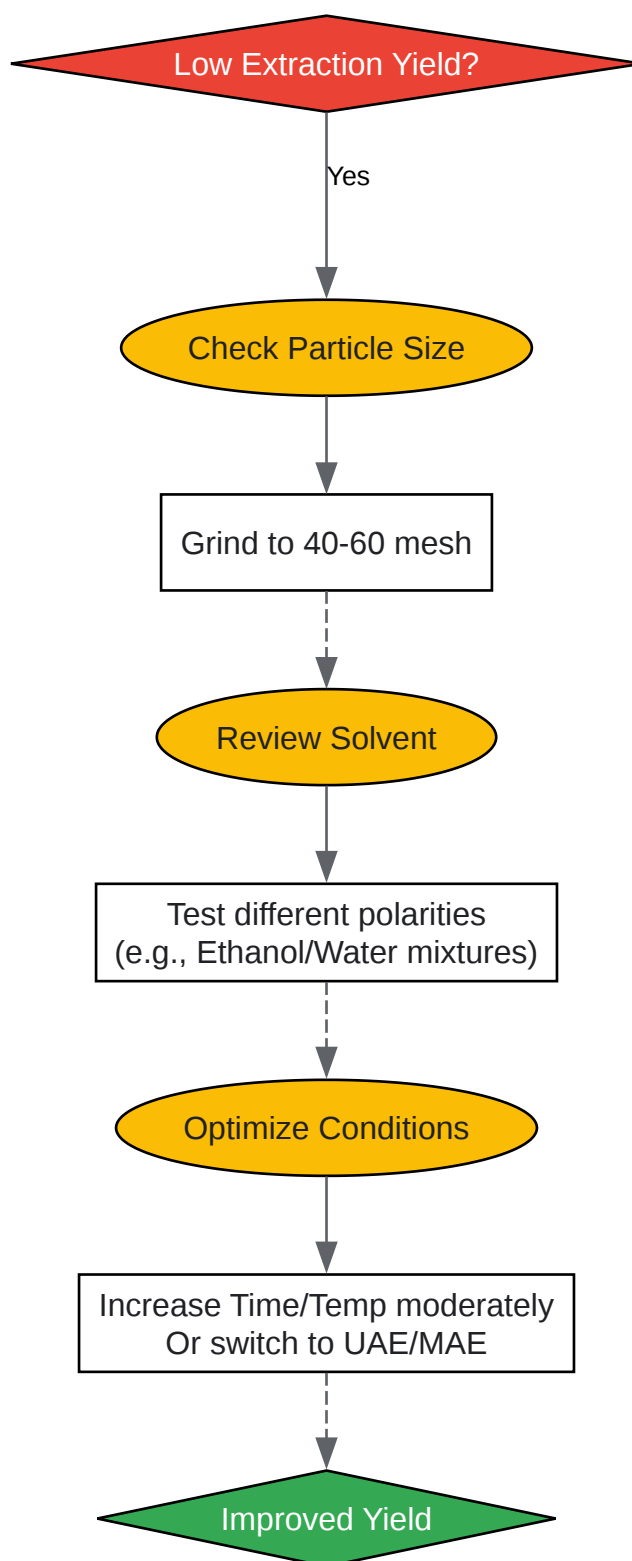 Low Extraction Yield?
Yes
Check Particle Size
Grind to 40-60 mesh
Review Solvent
Test different polarities
(e.g., Ethanol/Water mixtures)
Optimize Conditions
Increase Time/Temp moderately
Or switch to UAE/MAE
Improved Yield